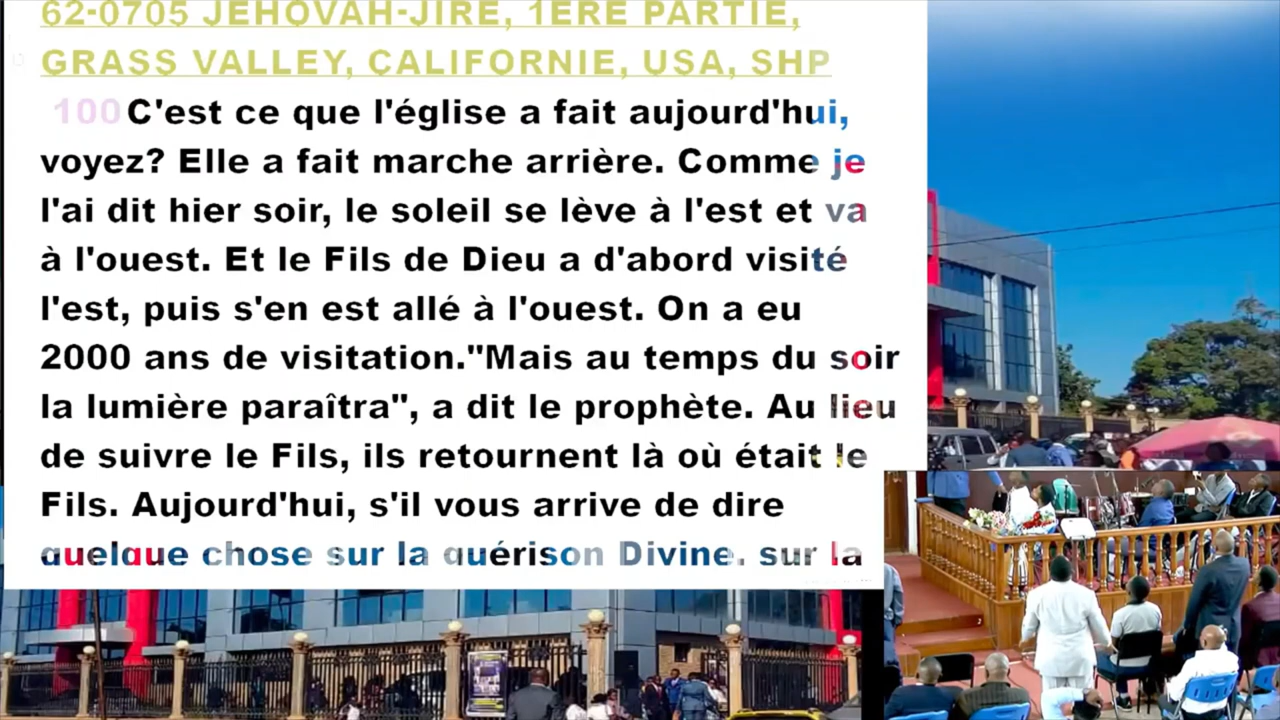 62-0705 JEHOVAH-JIRE, 1ERE PARTIE,
GRASS VALLEY, CALIFORNIE, USA, SHP
100 C'est ce que l'église a fait aujourd'hui,
voyez? Elle a fait marche arrière. Comme je
l'ai dit hier soir, le soleil se lève à l'est et va
à l'ouest. Et le Fils de Dieu a d'abord visité
l'est, puis s'en est allé à l'ouest. On a eu
2000 ans de visitation."Mais au temps du soir
la lumière paraîtra", a dit le prophète. Au lieu
de suivre le Fils, ils retournent là où était le
Fils. Aujourd'hui, s'il vous arrive de dire
quelque chose sur la guérison Divine. sur la